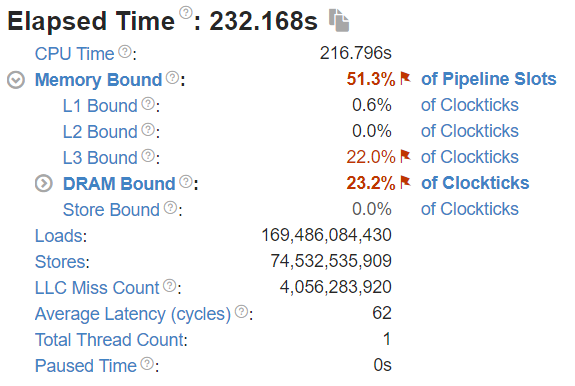 Elapsed Time ?: 232.168s
CPU Time ?: 216.796s
Memory Bound ?: 51.3% of Pipeline Slots
L1 Bound ?: 0.6% of Clockticks
L2 Bound ?: 0.0% of Clockticks
L3 Bound ?: 22.0% of Clockticks
DRAM Bound ?: 23.2% of Clockticks
Store Bound ?: 0.0% of Clockticks
Loads: 169,486,084,430
Stores: 74,532,535,909
LLC Miss Count ?: 4,056,283,920
Average Latency (cycles) ?: 62
Total Thread Count: 1
Paused Time ?: 0s